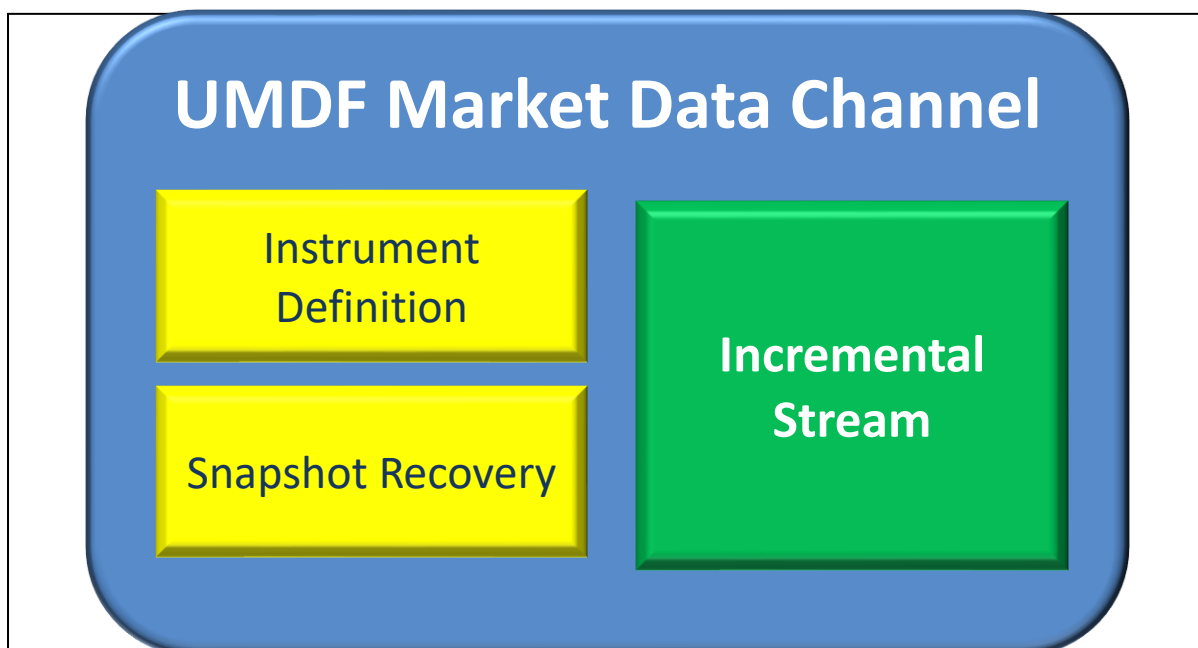 UMDF Market Data Channel
Instrument
Definition
Snapshot Recovery
Incremental
Stream